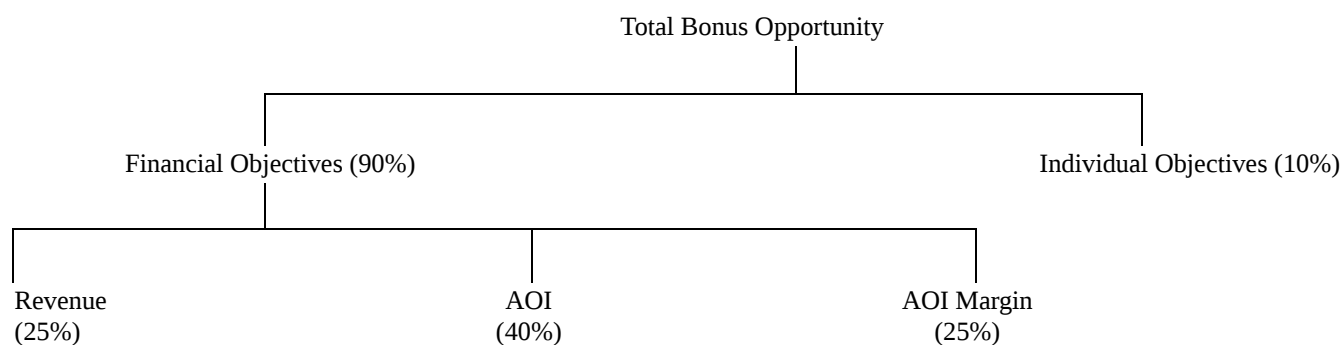 Total Bonus Opportunity
Financial Objectives (90%)
Individual Objectives (10%)
Revenue
(25%)
AOI
(40%)
AOI Margin
(25%)